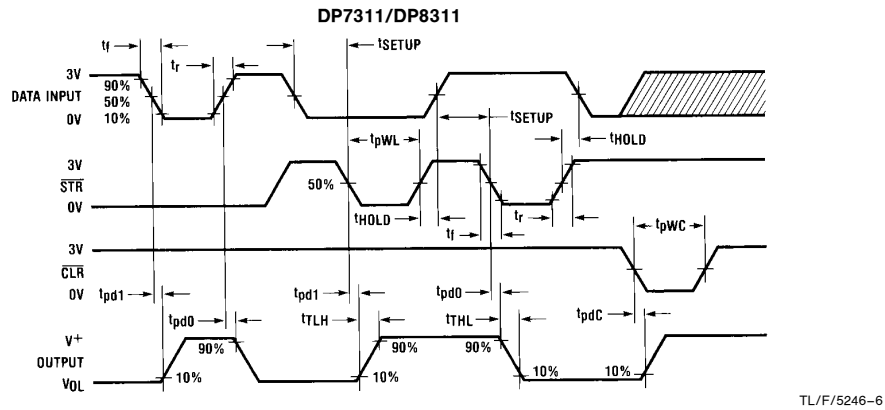 DP7311/DP8311
tf
tSETUP
tr
3V
90%
DATA INPUT 50%
0V 10%
tSETUP
tpWL
tHOLD
3V
STR
50%
0V
tHOLD
tr
tf
3V
tpWC
CLR
0V
tpd1
tpd1
tpd0
tpd0
tTLH
tTHL
tpdC
V+
90%
90%
90%
OUTPUT
10%
10%
10%
10%
VOL
TL/F/5246–6